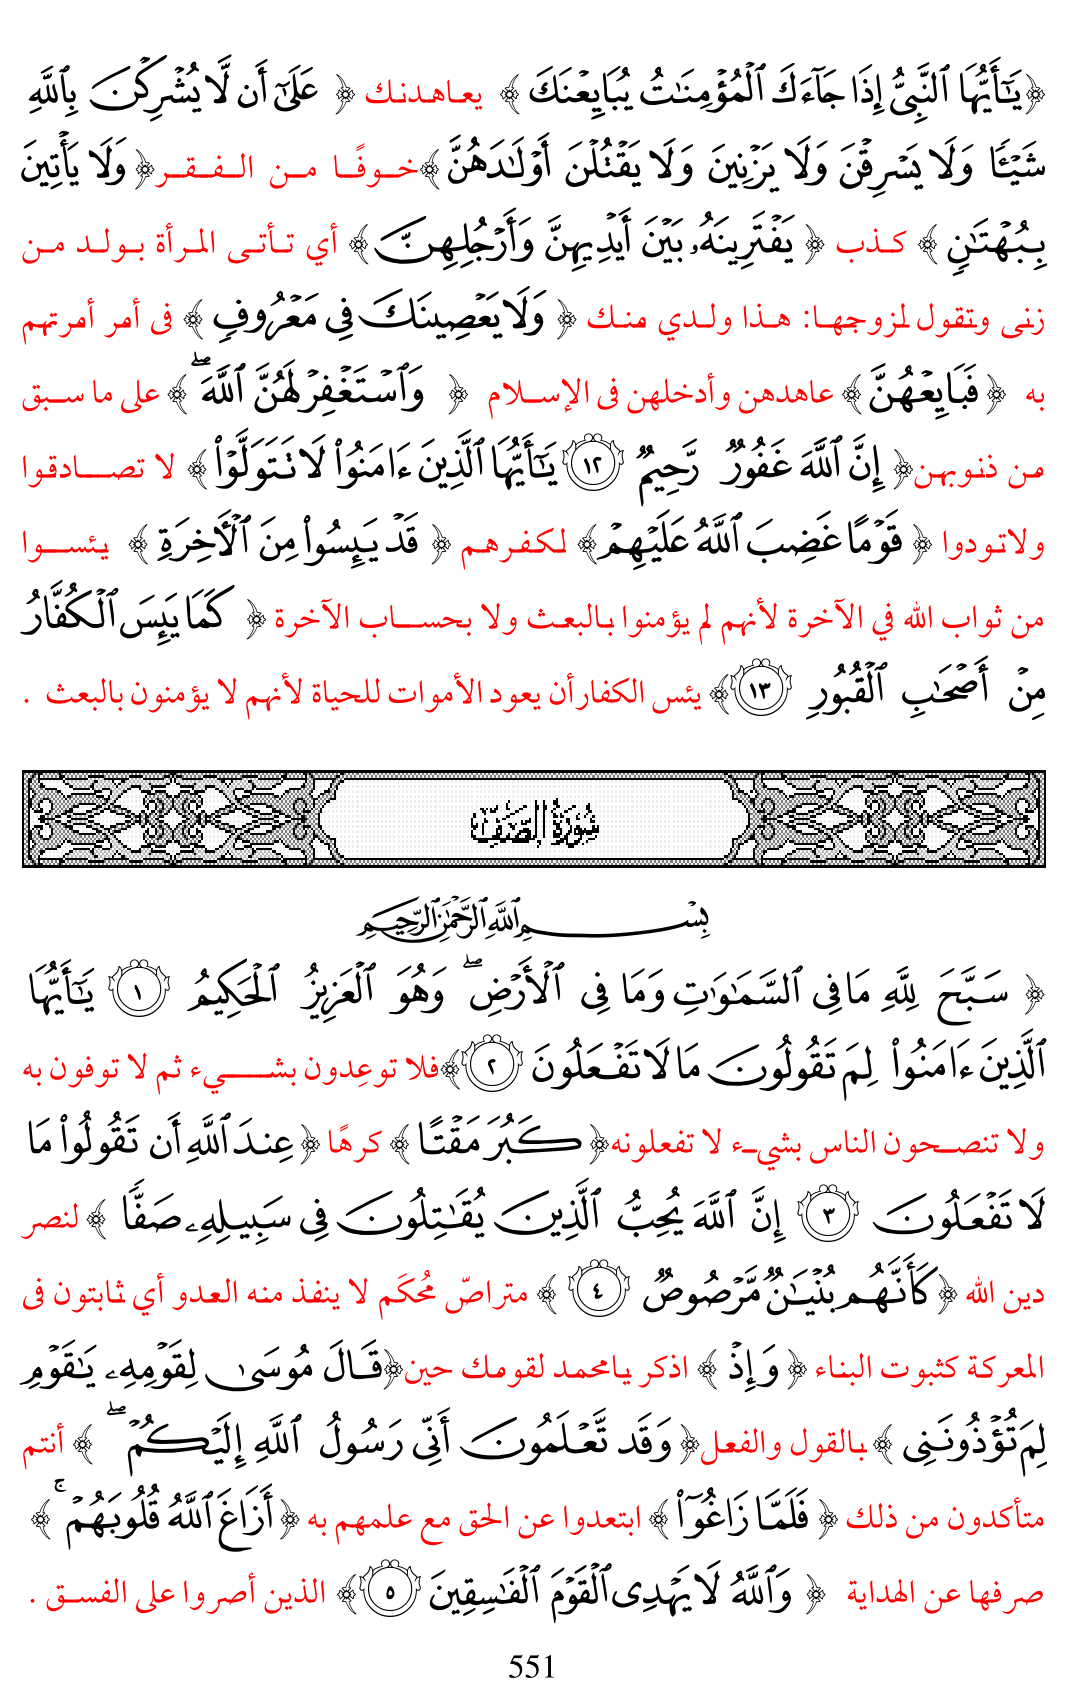 ﴿يَٰٓأَيُّهَا ٱلنَّبِىُّ إِذَا جَآءَكَ ٱلْمُؤْمِنَٰتُ يُبَايِعْنَكَ ﴾ يعاهدنك ﴿ عَلَىٰٓ أَن لَّا يُشْرِكْنَ بِٱللَّهِ
شَيْـًٔا وَلَا يَسْرِقْنَ وَلَا يَزْنِينَ وَلَا يَقْتُلْنَ أَوْلَٰدَهُنَّ﴾خوفًا من الفقر﴿ وَلَا يَأْتِينَ
بِبُهْتَٰنٍ ﴾ كذب ﴿ يَفْتَرِينَهُۥ بَيْنَ أَيْدِيهِنَّ وَأَرْجُلِهِنَّ ﴾ أي تأتى المرأة بولد من
زنى وتقول لمزوجها: هذا ولدي منك ﴿ وَلَا يَعْصِينَكَ فِى مَعْرُوفٍ ﴾ فى أمر أمرتهم
به ﴿ فَبَايِعْهُنَّ ﴾ عاهدهن وأدخلهن فى الإسلام ﴿ وَٱسْتَغْفِرْ لَهُنَّ ٱللَّهَ ۖ ﴾ على ما سبق
من ذنوبهن﴿ إِنَّ ٱللَّهَ غَفُورٌ رَّحِيمٌ ١٢ يَٰٓأَيُّهَا ٱلَّذِينَ ءَامَنُوا۟ لَا تَتَوَلَّوْا۟ ﴾ لا تصادقوا
ولاتودوا ﴿ قَوْمًا غَضِبَ ٱللَّهُ عَلَيْهِمْ﴾ لكفرهم ﴿ قَدْ يَئِسُوا۟ مِنَ ٱلْـَٔاخِرَةِ ﴾ يئسوا
من ثواب الله في الآخرة لأنهم لم يؤمنوا بالبعث ولا بحساب الآخرة ﴿ كَمَا يَئِسَ ٱلْكُفَّارُ
مِنْ أَصْحَٰبِ ٱلْقُبُورِ ١٣ ﴾ يئس الكفارأن يعود الأموات للحياة لأنهم لا يؤمنون بالبعث .
سُورَةُ الصَّفِّ
بِسْمِ ٱللَّهِ ٱلرَّحْمَٰنِ ٱلرَّحِيمِ
﴿ سَبَّحَ لِلَّهِ مَا فِى ٱلسَّمَٰوَٰتِ وَمَا فِى ٱلْأَرْضِ ۖ وَهُوَ ٱلْعَزِيزُ ٱلْحَكِيمُ ١ يَٰٓأَيُّهَا
ٱلَّذِينَ ءَامَنُوا۟ لِمَ تَقُولُونَ مَا لَا تَفْعَلُونَ ٢ ﴾فلا توعِدون بشيء ثم لا توفون به
ولا تنصحون الناس بشيء لا تفعلونه﴿ كَبُرَ مَقْتًا ﴾ كرهًا ﴿ عِندَ ٱللَّهِ أَن تَقُولُوا۟ مَا
لَا تَفْعَلُونَ ٣ إِنَّ ٱللَّهَ يُحِبُّ ٱلَّذِينَ يُقَٰتِلُونَ فِى سَبِيلِهِۦ صَفًّا ﴾ لنصر
دين الله ﴿كَأَنَّهُم بُنْيَٰنٌ مَّرْصُوصٌ ٤ ﴾ متراصّ مُحُكَم لا ينفذ منه العدو أي ثابتون فى
المعركة كثبوت البناء ﴿ وَإِذْ ﴾ اذكر يامحمد لقومك حين﴿قَالَ مُوسَىٰ لِقَوْمِهِۦ يَٰقَوْمِ
لِمَ تُؤْذُونَنِى ﴾ بالقول والفعل﴿ وَقَد تَّعْلَمُونَ أَنِّى رَسُولُ ٱللَّهِ إِلَيْكُمْ ۖ ﴾ أنتم
متأكدون من ذلك ﴿ فَلَمَّا زَاغُوٓا۟ ﴾ ابتعدوا عن الحق مع علمهم به ﴿ أَزَاغَ ٱللَّهُ قُلُوبَهُمْ ۚ ﴾
صرفها عن الهداية ﴿ وَٱللَّهُ لَا يَهْدِى ٱلْقَوْمَ ٱلْفَٰسِقِينَ ٥ ﴾ الذين أصروا على الفسق .
551